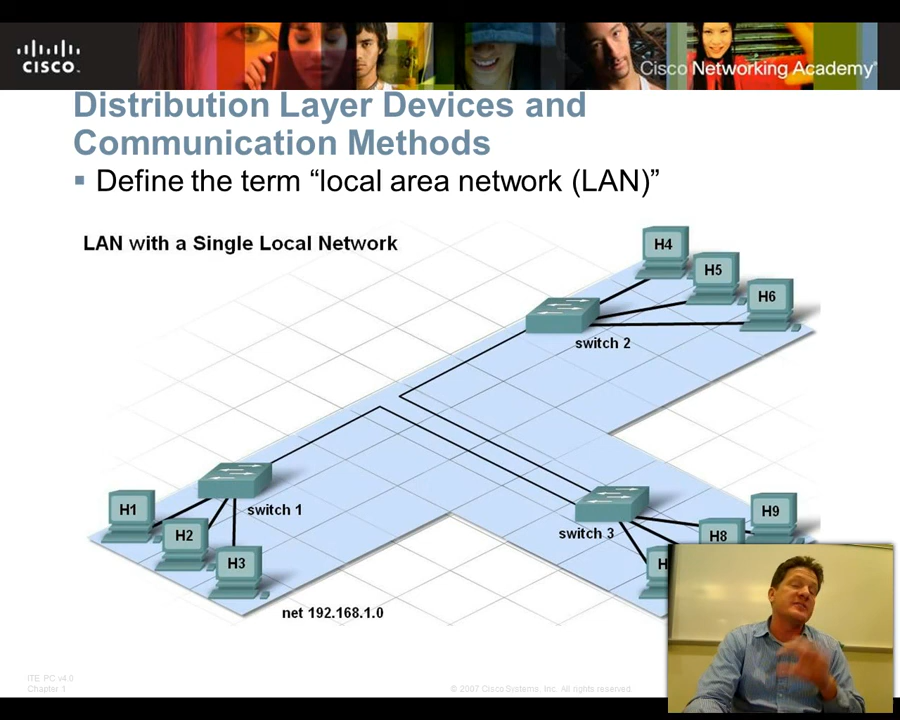 CISCO
Cisco Networking Academy
Distribution Layer Devices and
Communication Methods
Define the term “local area network (LAN)”
LAN with a Single Local Network
H4
H5
H6
switch 2
H1
H2
H3
switch 1
switch 3
H9
H8
H
net 192.168.1.0
ITE PC v4.0
Chapter 1
© 2007 Cisco Systems, Inc. All rights reserved.